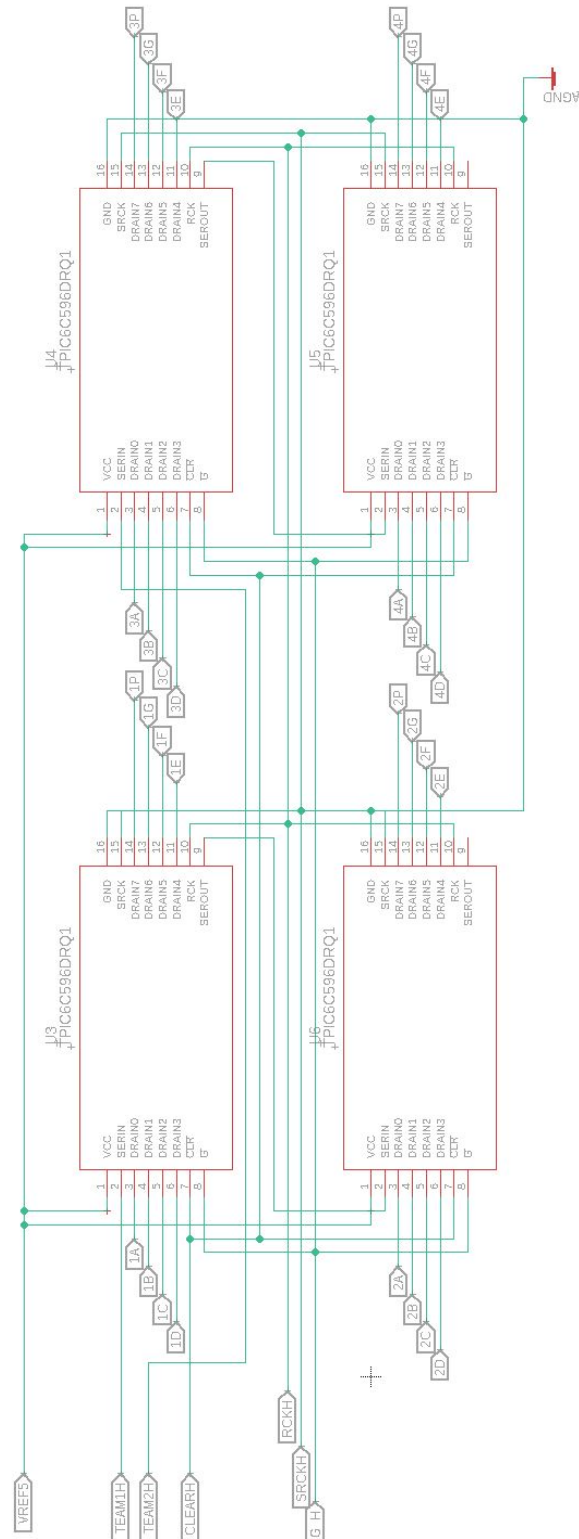 3P
3G
3F
3E
4P
4G
4F
4E
AGND
16 15 14 13 12 11 10 9
GND
SRCK
DRAIN7
DRAIN6
DRAIN5
DRAIN4
RCK
SEROUT
U4
TPIC6C596DRQ1
VCC
SERIN
DRAIN0
DRAIN1
DRAIN2
DRAIN3
CLR
G
1 2 3 4 5 6 7 8
16 15 14 13 12 11 10 9
GND
SRCK
DRAIN7
DRAIN6
DRAIN5
DRAIN4
RCK
SEROUT
U5
TPIC6C596DRQ1
VCC
SERIN
DRAIN0
DRAIN1
DRAIN2
DRAIN3
CLR
G
1 2 3 4 5 6 7 8
3A
3B
3C
3D
4A
4B
4C
4D
1P
1G
1F
1E
2P
2G
2F
2E
16 15 14 13 12 11 10 9
GND
SRCK
DRAIN7
DRAIN6
DRAIN5
DRAIN4
RCK
SEROUT
U3
TPIC6C596DRQ1
VCC
SERIN
DRAIN0
DRAIN1
DRAIN2
DRAIN3
CLR
G
1 2 3 4 5 6 7 8
16 15 14 13 12 11 10 9
GND
SRCK
DRAIN7
DRAIN6
DRAIN5
DRAIN4
RCK
SEROUT
U6
TPIC6C596DRQ1
VCC
SERIN
DRAIN0
DRAIN1
DRAIN2
DRAIN3
CLR
G
1 2 3 4 5 6 7 8
1A
1B
1C
1D
2A
2B
2C
2D
VREF5
TEAM1H
TEAM2H
CLEARH
RCKH
SRCKH
G_H